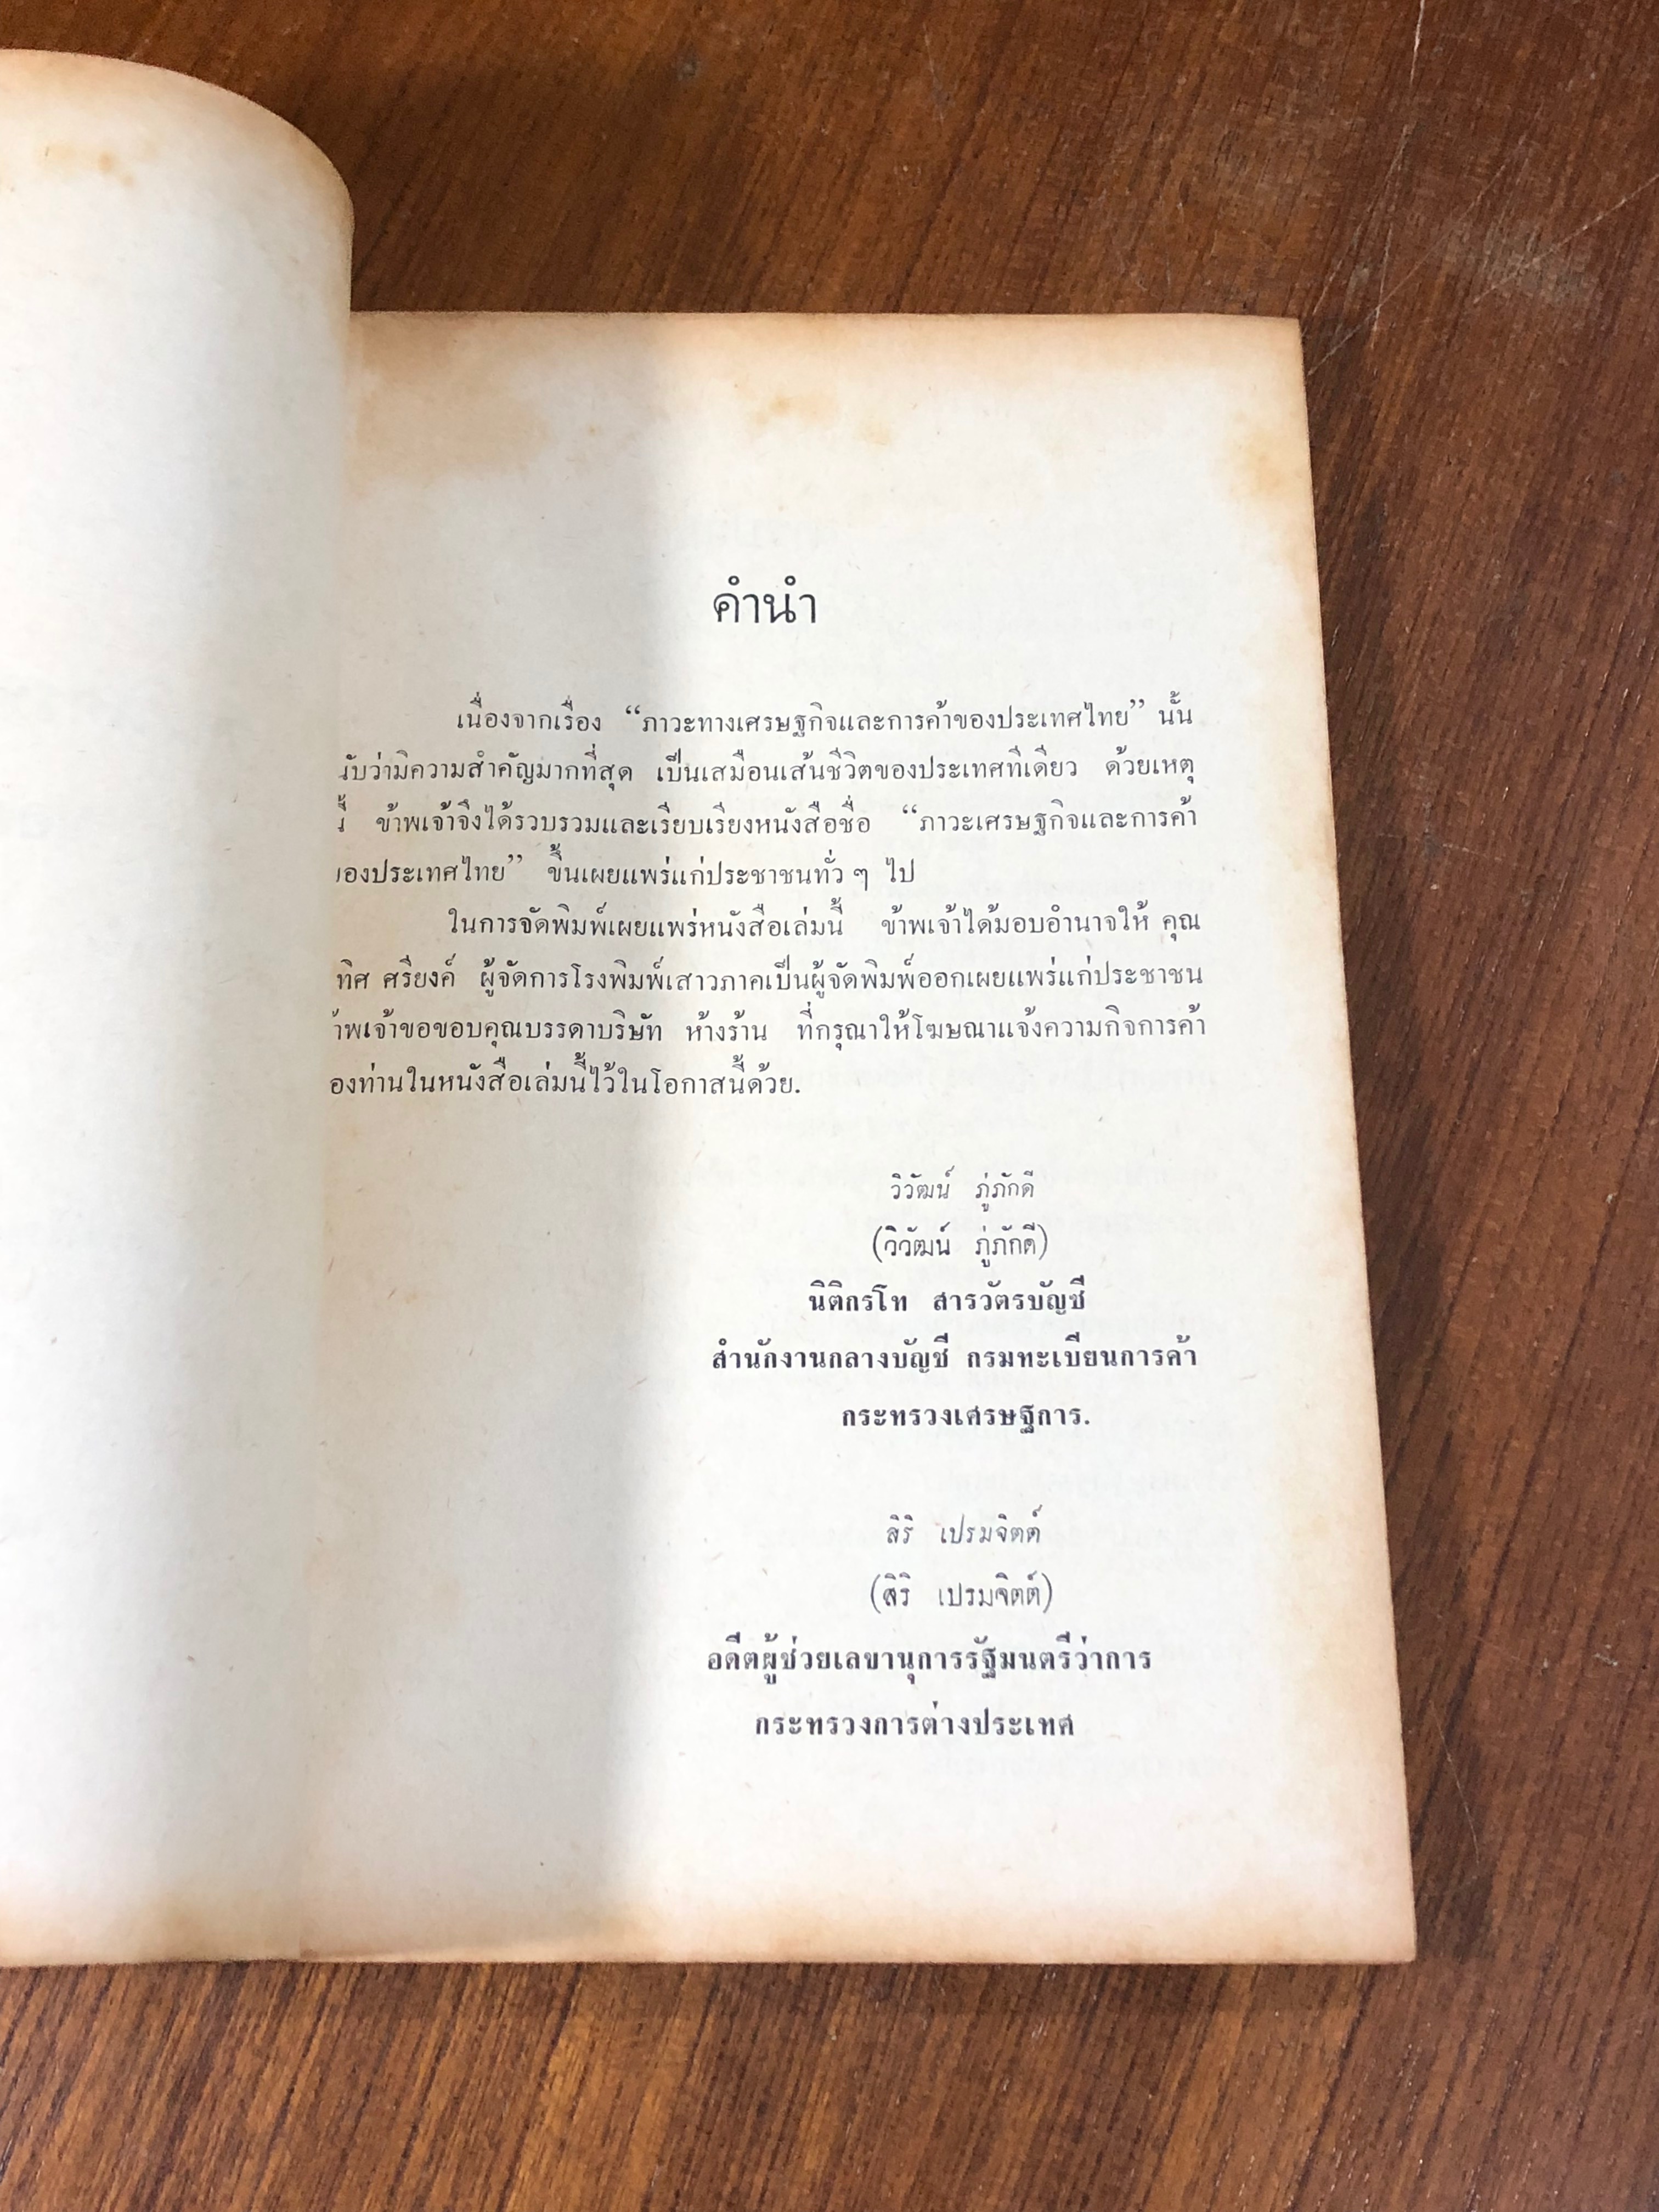 คำนำ
เนื่องจากเรื่อง “ภาวะทางเศรษฐกิจและการค้าของประเทศไทย” นั้น
นับว่ามีความสำคัญมากที่สุด เป็นเสมือนเส้นชีวิตของประเทศทีเดียว ด้วยเหตุ
นี้ ข้าพเจ้าจึงได้รวบรวมและเรียบเรียงหนังสือชื่อ “ภาวะเศรษฐกิจและการค้า
ของประเทศไทย” ขึ้นเผยแพร่แก่ประชาชนทั่ว ๆ ไป
ในการจัดพิมพ์เผยแพร่หนังสือเล่มนี้ ข้าพเจ้าได้มอบอำนาจให้ คุณ
ทิศ ศรียงค์ ผู้จัดการโรงพิมพ์เสาวภาคเป็นผู้จัดพิมพ์ออกเผยแพร่แก่ประชาชน
้าพเจ้าขอขอบคุณบรรดาบริษัท ห้างร้าน ที่กรุณาให้โฆษณาแจ้งความกิจการค้า
องท่านในหนังสือเล่มนี้ไว้ในโอกาสนี้ด้วย.
วิวัฒน์ ภู่ภักดี
(วิวัฒน์ ภู่ภักดี)
นิติกรโท สารวัตรบัญชี
สำนักงานกลางบัญชี กรมทะเบียนการค้า
กระทรวงเศรษฐการ.
สิริ เปรมจิตต์
(สิริ เปรมจิตต์)
อดีตผู้ช่วยเลขานุการรัฐมนตรีว่าการ
กระทรวงการต่างประเทศ